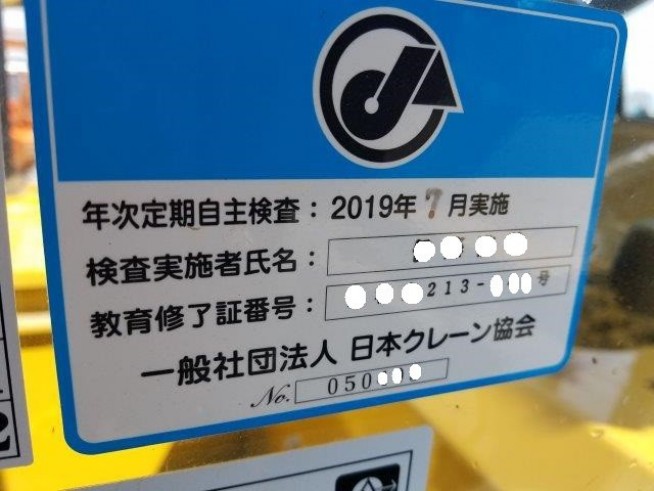 年次定期自主検査：2019年7月実施
検査実施者氏名：
教育修了証番号：213-号
一般社団法人 日本クレーン協会
No. 050
2